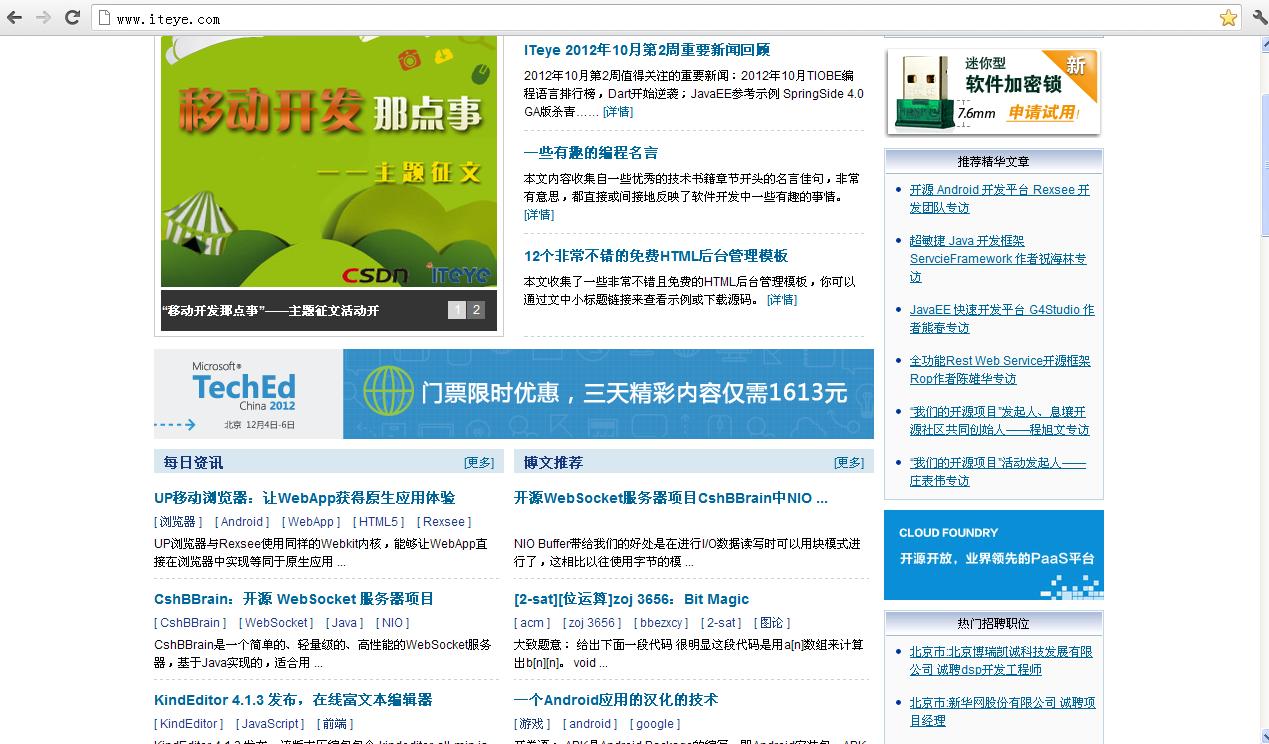 www.iteye.com
移动开发 那点事
——主题征文
CSDN ITeye
“移动开发那点事”——主题征文活动开
1 2
ITeye 2012年10月第2周重要新闻回顾
2012年10月第2周值得关注的重要新闻：2012年10月TIOBE编
程语言排行榜，Dart开始逆袭；JavaEE参考示例 SpringSide 4.0
GA版杀青…… [详情]
一些有趣的编程名言
本文内容收集自一些优秀的技术书籍章节开头的名言佳句，非常
有意思，都直接或间接地反映了软件开发中一些有趣的事情。
[详情]
12个非常不错的免费HTML后台管理模板
本文收集了一些非常不错且免费的HTML后台管理模板，你可以
通过文中小标题链接来查看示例或下载源码。 [详情]
Microsoft®
TechEd
China 2012
北京 12月4日-6日
门票限时优惠，三天精彩内容仅需1613元
每日资讯 [更多]
UP移动浏览器：让WebApp获得原生应用体验
[ 浏览器 ] [ Android ] [ WebApp ] [ HTML5 ] [ Rexsee ]
UP浏览器与Rexsee使用同样的Webkit内核，能够让WebApp直
接在浏览器中实现等同于原生应用 ...
CshBBrain：开源 WebSocket 服务器项目
[ CshBBrain ] [ WebSocket ] [ Java ] [ NIO ]
CshBBrain是一个简单的、轻量级的、高性能的WebSocket服务
器，基于Java实现的，适合用 ...
KindEditor 4.1.3 发布，在线富文本编辑器
[ KindEditor ] [ JavaScript ] [ 前端 ]
博文推荐 [更多]
开源WebSocket服务器项目CshBBrain中NIO ...
NIO Buffer带给我们的好处是在进行I/O数据读写时可以用块模式进
行了，这相比以往使用字节的模 ...
[2-sat][位运算]zoj 3656：Bit Magic
[ acm ] [ zoj 3656 ] [ bbezxcy ] [ 2-sat ] [ 图论 ]
大致题意： 给出下面一段代码 很明显这段代码是用a[n]数组来计算
出b[n][n]。 void ...
一个Android应用的汉化的技术
[ 游戏 ] [ android ] [ google ]
迷你型
软件加密锁
新
7.6mm 申请试用!
推荐精华文章
开源 Android 开发平台 Rexsee 开
发团队专访
超敏捷 Java 开发框架
ServcieFramework 作者祝海林专
访
JavaEE 快速开发平台 G4Studio 作
者熊春专访
全功能Rest Web Service开源框架
Rop作者陈雄华专访
“我们的开源项目”发起人、息壤开
源社区共同创始人——程旭文专访
“我们的开源项目”活动发起人——
庄表伟专访
CLOUD FOUNDRY
开源开放，业界领先的PaaS平台
热门招聘职位
北京市:北京博瑞凯诚科技发展有限
公司 诚聘dsp开发工程师
北京市:新华网股份有限公司 诚聘项
目经理